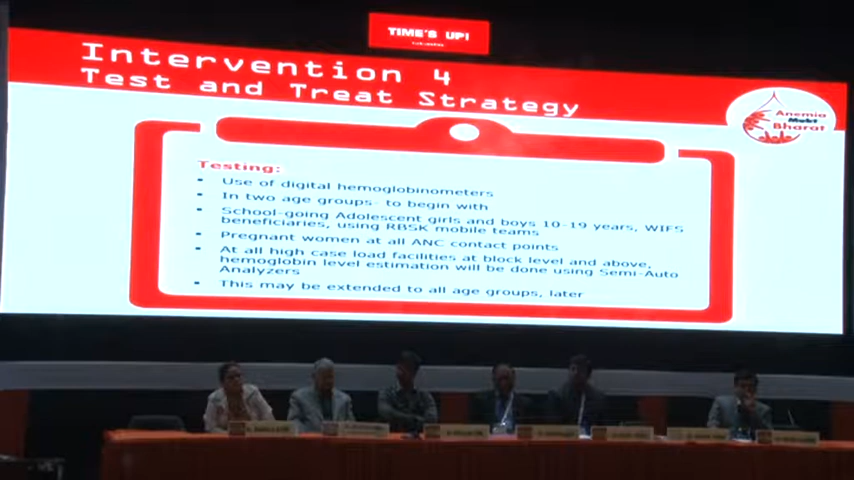 TIME'S UP!
Intervention 4
Test and Treat Strategy
Anemia
Mukt
Bharat
Testing:
Use of digital hemoglobinometers
In two age groups- to begin with
School-going Adolescent girls and boys 10-19 years, WIFS
beneficiaries, using RBSK mobile teams
Pregnant women at all ANC contact points
At all high case load facilities at block level and above,
hemoglobin level estimation will be done using Semi-Auto
Analyzers
This may be extended to all age groups, later